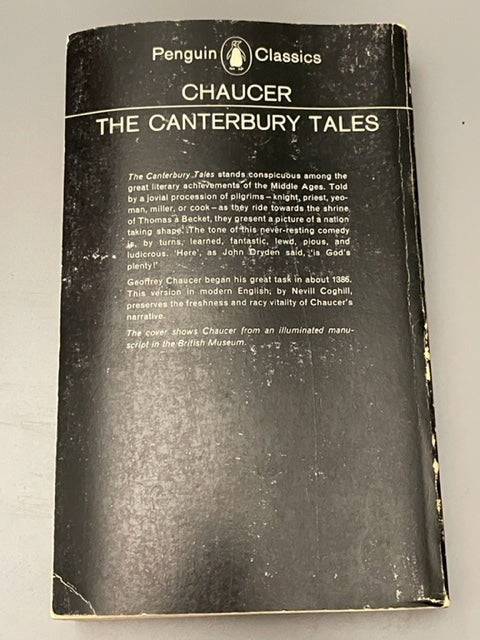 Penguin Classics
CHAUCER
THE CANTERBURY TALES
The Canterbury Tales stands conspicuous among the
great literary achievements of the Middle Ages. Told
by a jovial procession of pilgrims – knight, priest, yeo-
man, miller, or cook – as they ride towards the shrine
of Thomas à Becket, they present a picture of a nation
taking shape. The tone of this never-resting comedy
is, by turns, learned, fantastic, lewd, pious, and
ludicrous. 'Here', as John Dryden said, 'is God's
plenty!'
Geoffrey Chaucer began his great task in about 1386.
This version in modern English, by Nevill Coghill,
preserves the freshness and racy vitality of Chaucer's
narrative.
The cover shows Chaucer from an illuminated manu-
script in the British Museum.